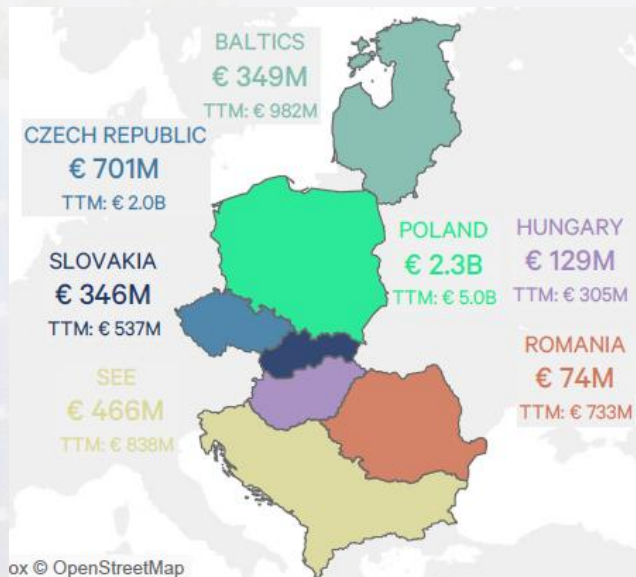 BALTICS
€ 349M
TTM: € 982M
CZECH REPUBLIC
€ 701M
TTM: € 2.0B
POLAND
€ 2.3B
TTM: € 5.0B
HUNGARY
€ 129M
TTM: € 305M
SLOVAKIA
€ 346M
TTM: € 537M
ROMANIA
€ 74M
TTM: € 733M
SEE
€ 466M
TTM: € 838M
ox © OpenStreetMap